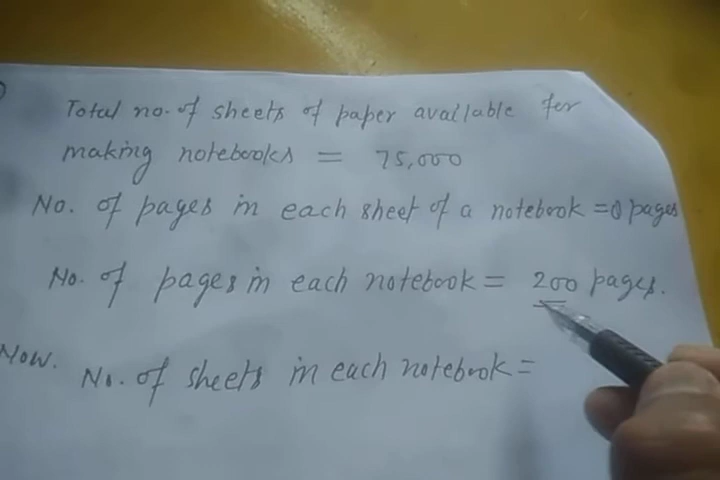 Total no. of sheets of paper available for
making notebooks = 75,000
No. of pages in each sheet of a notebook = 8 pages
No. of pages in each notebook = 200 pages.
Now. No. of sheets in each notebook =